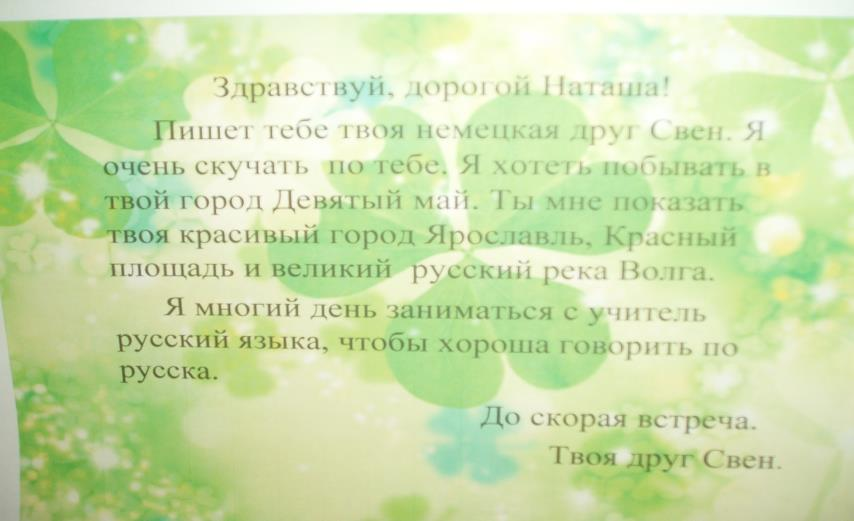 Здравствуй, дорогой Наташа!
Пишет тебе твоя немецкая друг Свен. Я
очень скучать по тебе. Я хотеть побывать в
твой город Девятый май. Ты мне показать
твоя красивый город Ярославль, Красный
площадь и великий русский река Волга.
Я многий день заниматься с учитель
русский языка, чтобы хороша говорить по
русска.
До скорая встреча.
Твоя друг Свен.